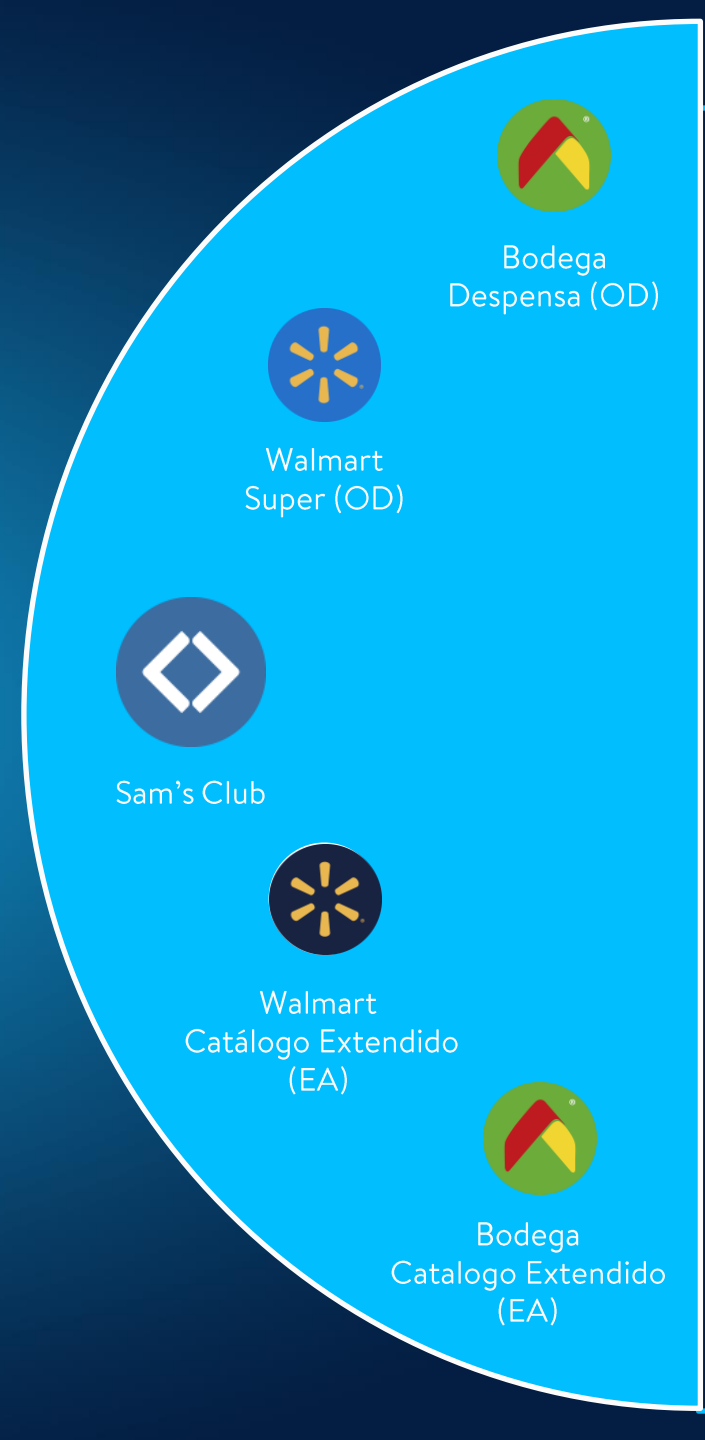 Bodega
Despensa (OD)
Walmart
Super (OD)
Sam's Club
Walmart
Catálogo Extendido
(EA)
Bodega
Catalogo Extendido
(EA)